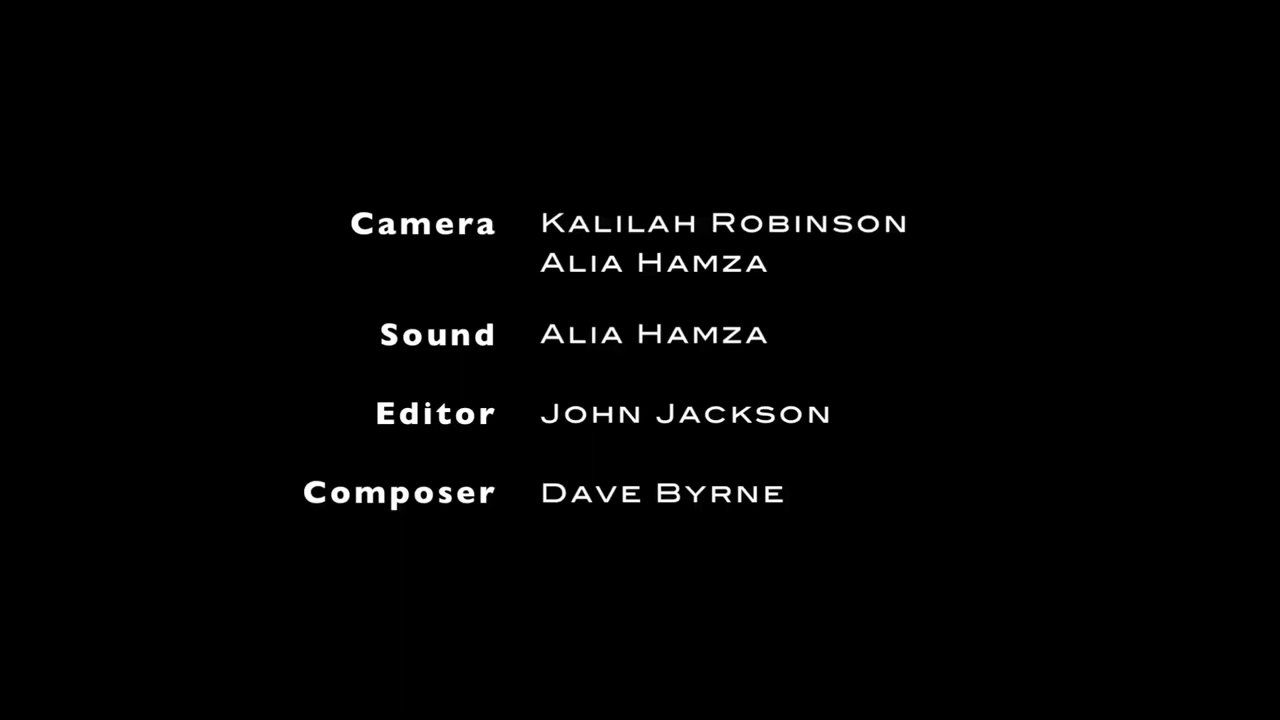 Camera KALILAH ROBINSON
ALIA HAMZA
Sound ALIA HAMZA
Editor JOHN JACKSON
Composer DAVE BYRNE